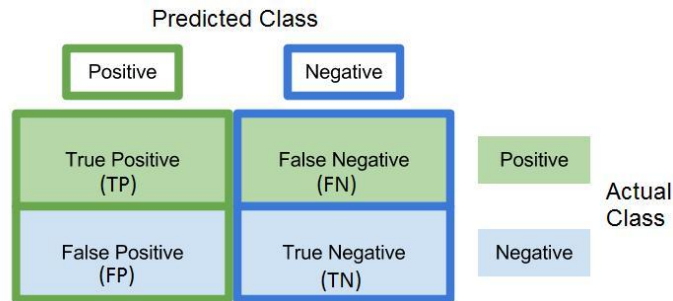 Predicted Class
Positive
Negative
True Positive
(TP)
False Negative
(FN)
Positive
False Positive
(FP)
True Negative
(TN)
Negative
Actual
Class